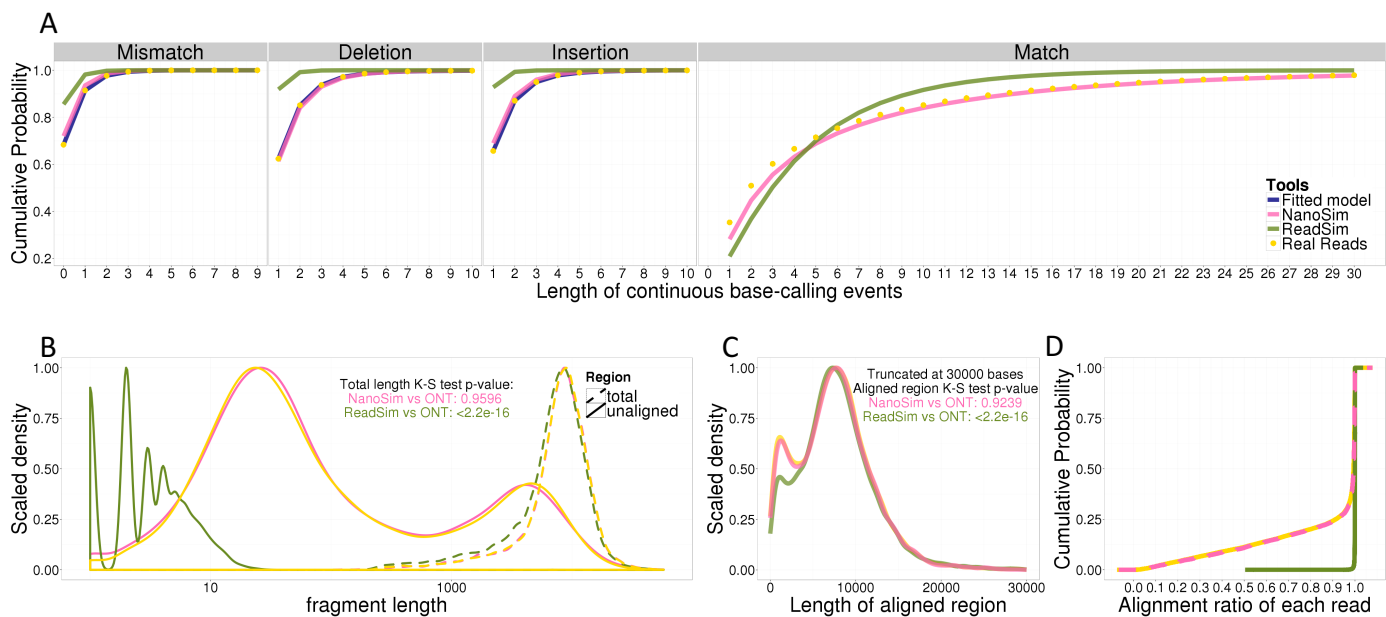 A
Mismatch Deletion Insertion Match
Cumulative Probability
1.0
0.8
0.6
0.4
0.2
0 1 2 3 4 5 6 7 8 9 1 2 3 4 5 6 7 8 9 10 1 2 3 4 5 6 7 8 9 10 0 1 2 3 4 5 6 7 8 9 10 11 12 13 14 15 16 17 18 19 20 21 22 23 24 25 26 27 28 29 30
Length of continuous base-calling events
Tools
Fitted model
NanoSim
ReadSim
Real Reads
B
Scaled density
1.00
0.75
0.50
0.25
0.00
10 1000
fragment length
Total length K-S test p-value:
NanoSim vs ONT: 0.9596
ReadSim vs ONT: <2.2e-16
Region
total
unaligned
C
Scaled density
1.00
0.75
0.50
0.25
0.00
0 10000 20000 30000
Length of aligned region
Truncated at 30000 bases
Aligned region K-S test p-value
NanoSim vs ONT: 0.9239
ReadSim vs ONT: <2.2e-16
D
Cumulative Probability
1.00
0.75
0.50
0.25
0.00
0.0 0.1 0.2 0.3 0.4 0.5 0.6 0.7 0.8 0.9 1.0
Alignment ratio of each read